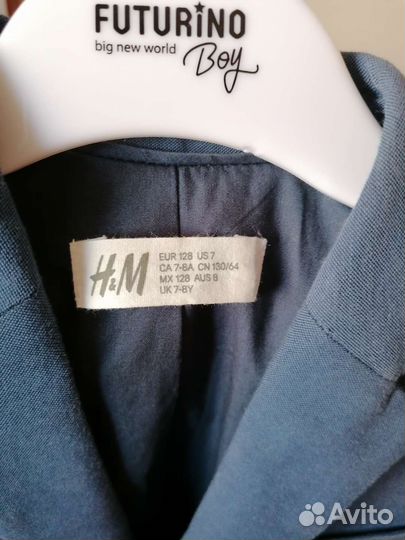 FUTURiNO
big new world Boy
H&M
EUR 128 US 7
CA 7-8A CN 130/64
MX 128 AUS 8
UK 7-8Y
Avito